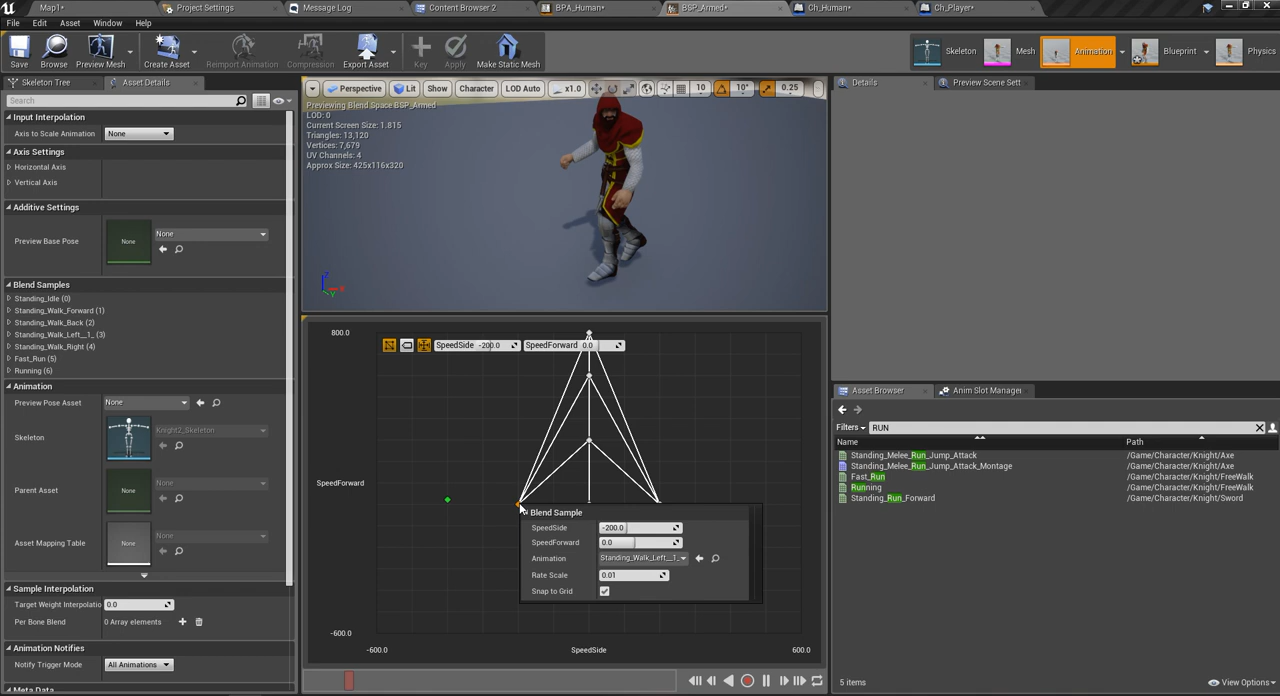 Map1•
Project Settings
Message Log
Content Browser 2
BPA_Human•
BSP_Armed•
Ch_Human•
Ch_Player•
File Edit Asset Window Help
Save
Browse
Preview Mesh
Create Asset
Reimport Animation
Compression
Export Asset
Key
Apply
Make Static Mesh
Skeleton
Mesh
Animation
Blueprint
Physics
Skeleton Tree
Asset Details
Search
Input Interpolation
Axis to Scale Animation None
Axis Settings
Horizontal Axis
Vertical Axis
Additive Settings
Preview Base Pose None None
Blend Samples
Standing_Idle (0)
Standing_Walk_Forward (1)
Standing_Walk_Back (2)
Standing_Walk_Left__1_ (3)
Standing_Walk_Right (4)
Fast_Run (5)
Running (6)
Animation
Preview Pose Asset None
Skeleton Knight2_Skeleton
Parent Asset None None
Asset Mapping Table None None
Sample Interpolation
Target Weight Interpolatio 0.0
Per Bone Blend 0 Array elements
Animation Notifies
Notify Trigger Mode All Animations
Meta Data
Perspective Lit Show Character LOD Auto x1.0 10 10° 0.25
Previewing Blend Space BSP_Armed
LOD: 0
Current Screen Size: 1.815
Triangles: 13,120
Vertices: 7,679
UV Channels: 4
Approx Size: 425x116x320
Z
X
Y
800.0
SpeedSide -200.0 SpeedForward 0.0
SpeedForward
-600.0
-600.0 SpeedSide 600.0
Blend Sample
SpeedSide -200.0
SpeedForward 0.0
Animation Standing_Walk_Left__1_
Rate Scale 0.01
Snap to Grid
Details
Preview Scene Sett
Asset Browser
Anim Slot Manager
Filters RUN
Name Path
Standing_Melee_Run_Jump_Attack /Game/Character/Knight/Axe
Standing_Melee_Run_Jump_Attack_Montage /Game/Character/Knight/Axe
Fast_Run /Game/Character/Knight/FreeWalk
Running /Game/Character/Knight/FreeWalk
Standing_Run_Forward /Game/Character/Knight/Sword
5 items
View Options